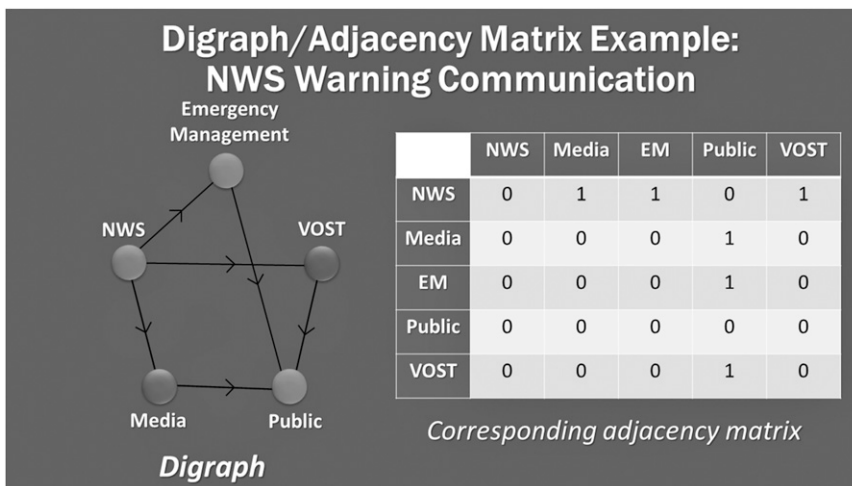 Digraph/Adjacency Matrix Example:
NWS Warning Communication
Emergency
Management
NWS
VOST
Media
Public
Digraph
NWS Media EM Public VOST
NWS 0 1 1 0 1
Media 0 0 0 1 0
EM 0 0 0 1 0
Public 0 0 0 0 0
VOST 0 0 0 1 0
Corresponding adjacency matrix